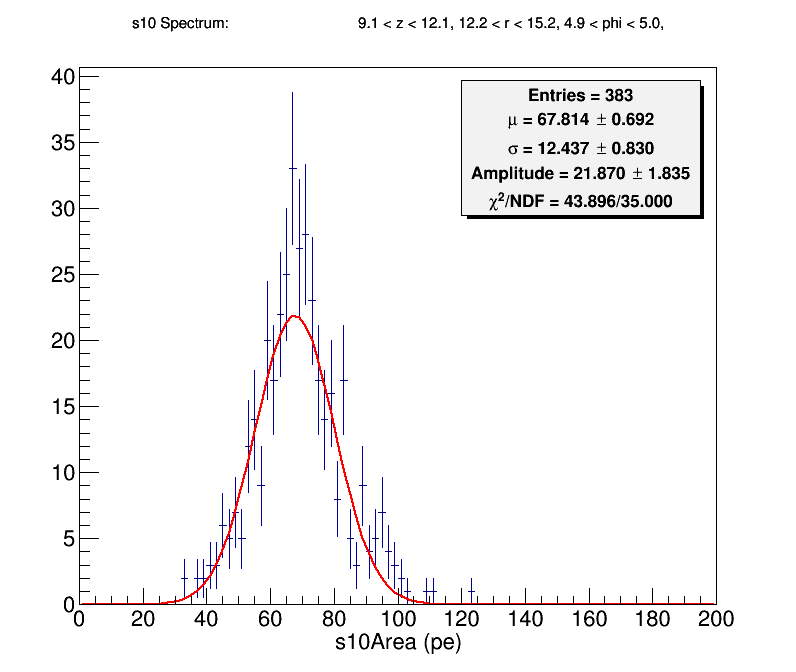 s10 Spectrum: 9.1 < z < 12.1, 12.2 < r < 15.2, 4.9 < phi < 5.0,
Entries = 383
μ = 67.814 ± 0.692
σ = 12.437 ± 0.830
Amplitude = 21.870 ± 1.835
χ²/NDF = 43.896/35.000
40
35
30
25
20
15
10
5
0
0 20 40 60 80 100 120 140 160 180 200
s10Area (pe)